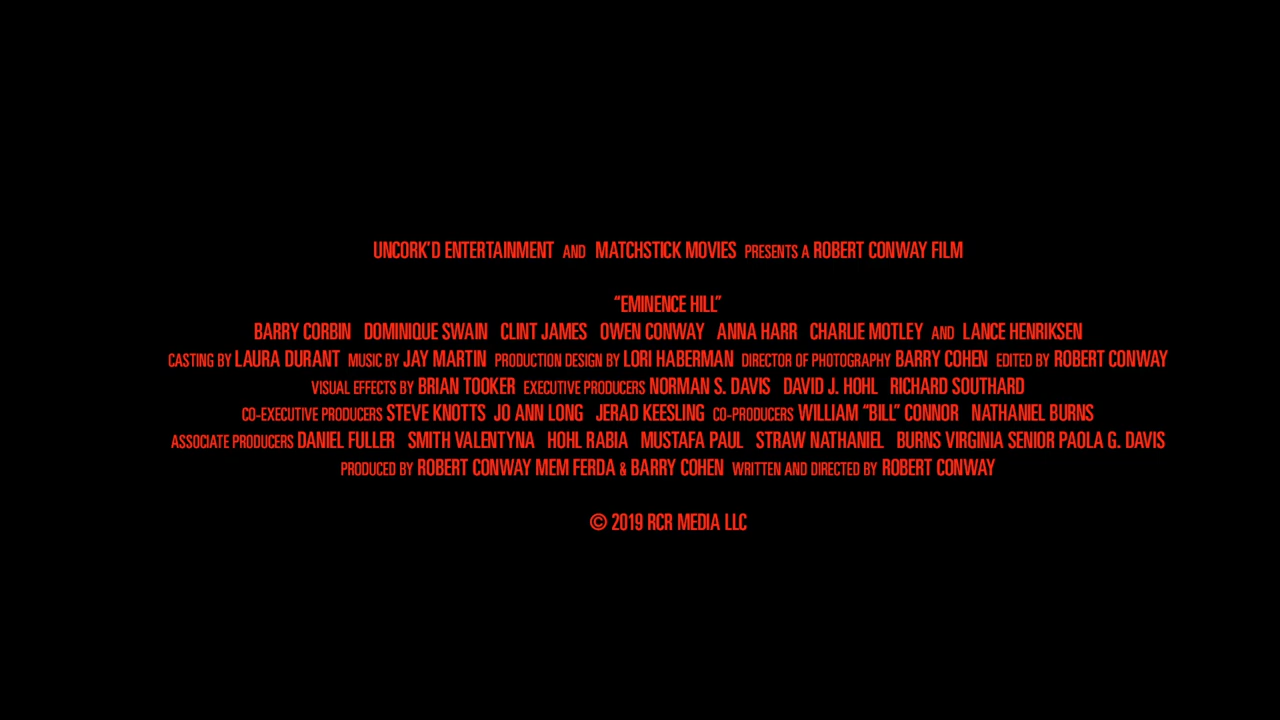 UNCORK'D ENTERTAINMENT AND MATCHSTICK MOVIES PRESENTS A ROBERT CONWAY FILM
“EMINENCE HILL”
BARRY CORBIN DOMINIQUE SWAIN CLINT JAMES OWEN CONWAY ANNA HARR CHARLIE MOTLEY AND LANCE HENRIKSEN
CASTING BY LAURA DURANT MUSIC BY JAY MARTIN PRODUCTION DESIGN BY LORI HABERMAN DIRECTOR OF PHOTOGRAPHY BARRY COHEN EDITED BY ROBERT CONWAY
VISUAL EFFECTS BY BRIAN TOOKER EXECUTIVE PRODUCERS NORMAN S. DAVIS DAVID J. HOHL RICHARD SOUTHARD
CO-EXECUTIVE PRODUCERS STEVE KNOTTS JO ANN LONG JERAD KEESLING CO-PRODUCERS WILLIAM “BILL” CONNOR NATHANIEL BURNS
ASSOCIATE PRODUCERS DANIEL FULLER SMITH VALENTYNA HOHL RABIA MUSTAFA PAUL STRAW NATHANIEL BURNS VIRGINIA SENIOR PAOLA G. DAVIS
PRODUCED BY ROBERT CONWAY MEM FERDA & BARRY COHEN WRITTEN AND DIRECTED BY ROBERT CONWAY
© 2019 RCR MEDIA LLC